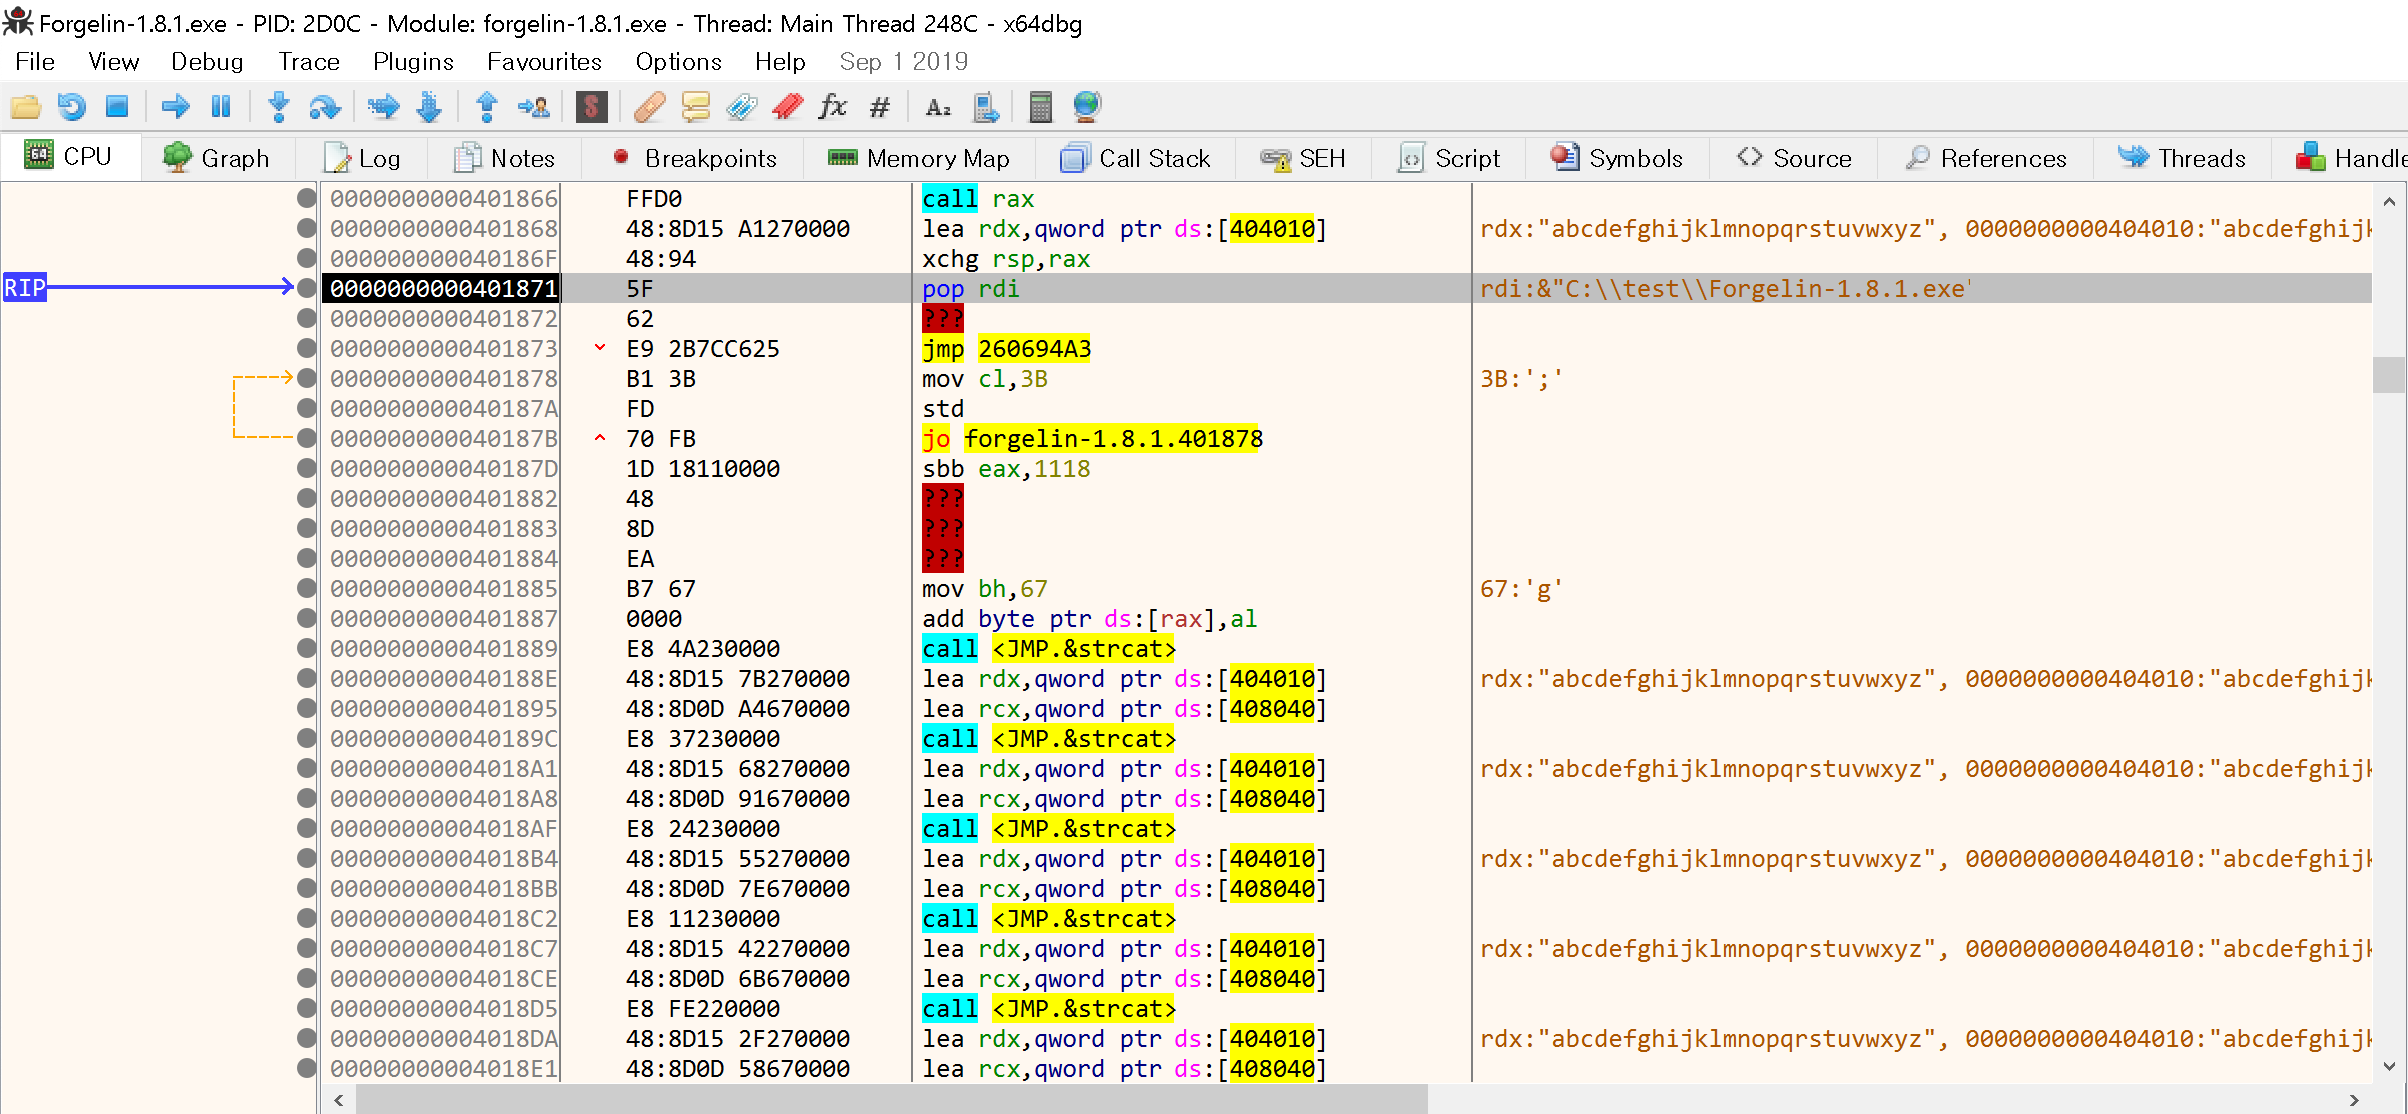 Forgelin-1.8.1.exe - PID: 2D0C - Module: forgelin-1.8.1.exe - Thread: Main Thread 248C - x64dbg
File View Debug Trace Plugins Favourites Options Help Sep 1 2019
CPU Graph Log Notes Breakpoints Memory Map Call Stack SEH Script Symbols Source References Threads Handle
0000000000401866 FFD0 call rax
0000000000401868 48:8D15 A1270000 lea rdx,qword ptr ds:[404010] rdx:"abcdefghijklmnopqrstuvwxyz", 0000000000404010:"abcdefghijk
000000000040186F 48:94 xchg rsp,rax
RIP 0000000000401871 5F pop rdi rdi:&"C:\\test\\Forgelin-1.8.1.exe"
0000000000401872 62 ???
0000000000401873 E9 2B7CC625 jmp 260694A3
0000000000401878 B1 3B mov cl,3B 3B:';'
000000000040187A FD std
000000000040187B 70 FB jo forgelin-1.8.1.401878
000000000040187D 1D 18110000 sbb eax,1118
0000000000401882 48 ???
0000000000401883 8D ???
0000000000401884 EA ???
0000000000401885 B7 67 mov bh,67 67:'g'
0000000000401887 0000 add byte ptr ds:[rax],al
0000000000401889 E8 4A230000 call <JMP.&strcat>
000000000040188E 48:8D15 7B270000 lea rdx,qword ptr ds:[404010] rdx:"abcdefghijklmnopqrstuvwxyz", 0000000000404010:"abcdefghijk
0000000000401895 48:8D0D A4670000 lea rcx,qword ptr ds:[408040]
000000000040189C E8 37230000 call <JMP.&strcat>
00000000004018A1 48:8D15 68270000 lea rdx,qword ptr ds:[404010] rdx:"abcdefghijklmnopqrstuvwxyz", 0000000000404010:"abcdefghijk
00000000004018A8 48:8D0D 91670000 lea rcx,qword ptr ds:[408040]
00000000004018AF E8 24230000 call <JMP.&strcat>
00000000004018B4 48:8D15 55270000 lea rdx,qword ptr ds:[404010] rdx:"abcdefghijklmnopqrstuvwxyz", 0000000000404010:"abcdefghijk
00000000004018BB 48:8D0D 7E670000 lea rcx,qword ptr ds:[408040]
00000000004018C2 E8 11230000 call <JMP.&strcat>
00000000004018C7 48:8D15 42270000 lea rdx,qword ptr ds:[404010] rdx:"abcdefghijklmnopqrstuvwxyz", 0000000000404010:"abcdefghijk
00000000004018CE 48:8D0D 6B670000 lea rcx,qword ptr ds:[408040]
00000000004018D5 E8 FE220000 call <JMP.&strcat>
00000000004018DA 48:8D15 2F270000 lea rdx,qword ptr ds:[404010] rdx:"abcdefghijklmnopqrstuvwxyz", 0000000000404010:"abcdefghijk
00000000004018E1 48:8D0D 58670000 lea rcx,qword ptr ds:[408040]